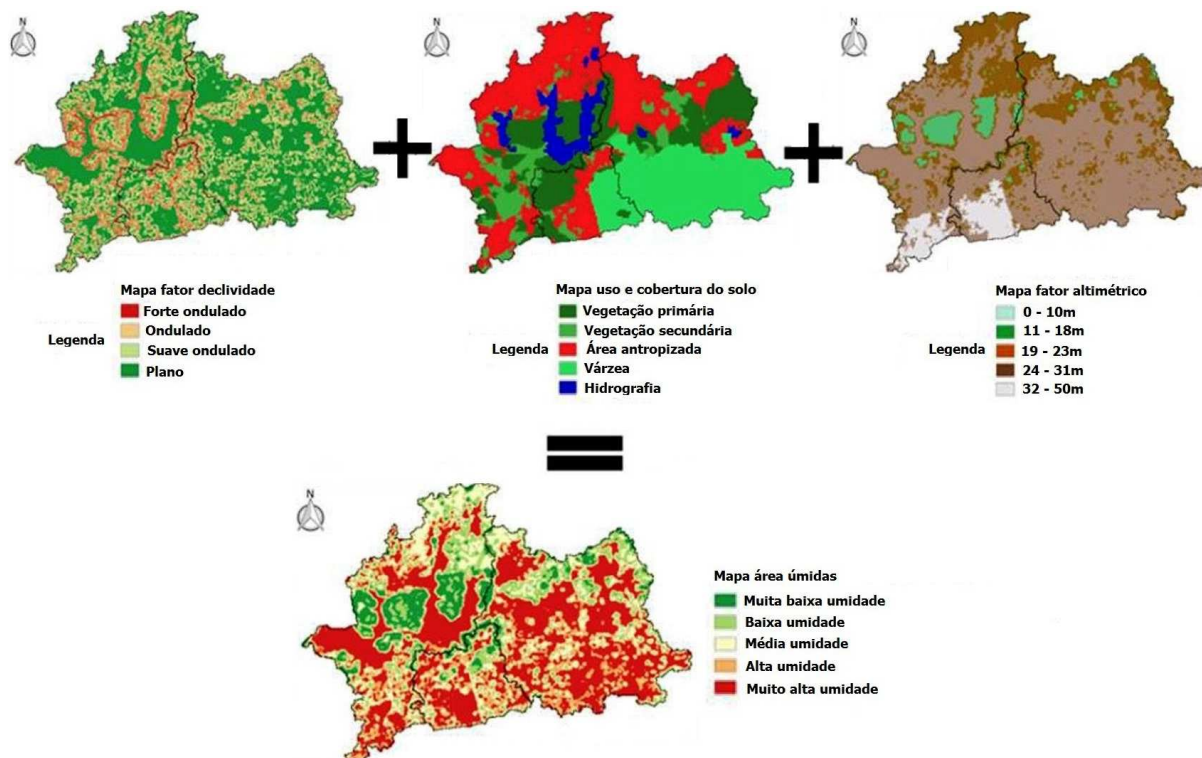 N
N
N
Mapa fator declividade
Legenda
Forte ondulado
Ondulado
Suave ondulado
Plano
Mapa uso e cobertura do solo
Legenda
Vegetação primária
Vegetação secundária
Área antropizada
Várzea
Hidrografia
Mapa fator altimétrico
Legenda
0 - 10m
11 - 18m
19 - 23m
24 - 31m
32 - 50m
N
Mapa área úmidas
Muita baixa umidade
Baixa umidade
Média umidade
Alta umidade
Muito alta umidade